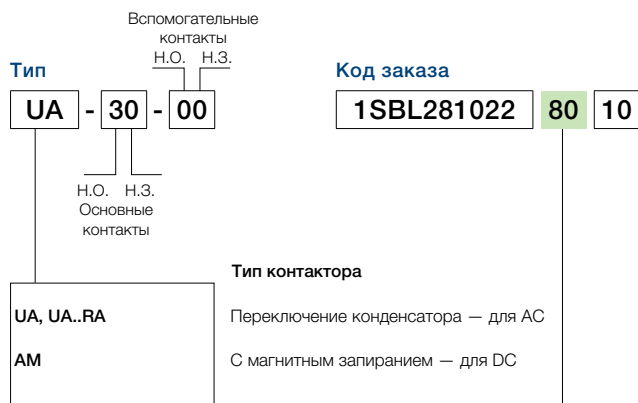 Вспомогательные
контакты
Н.О. Н.З.
Тип
Код заказа
UA - 30 - 00
1SBL281022 80 10
Н.О. Н.З.
Основные
контакты
Тип контактора
UA, UA..RA Переключение конденсатора — для AC
AM С магнитным запиранием — для DC